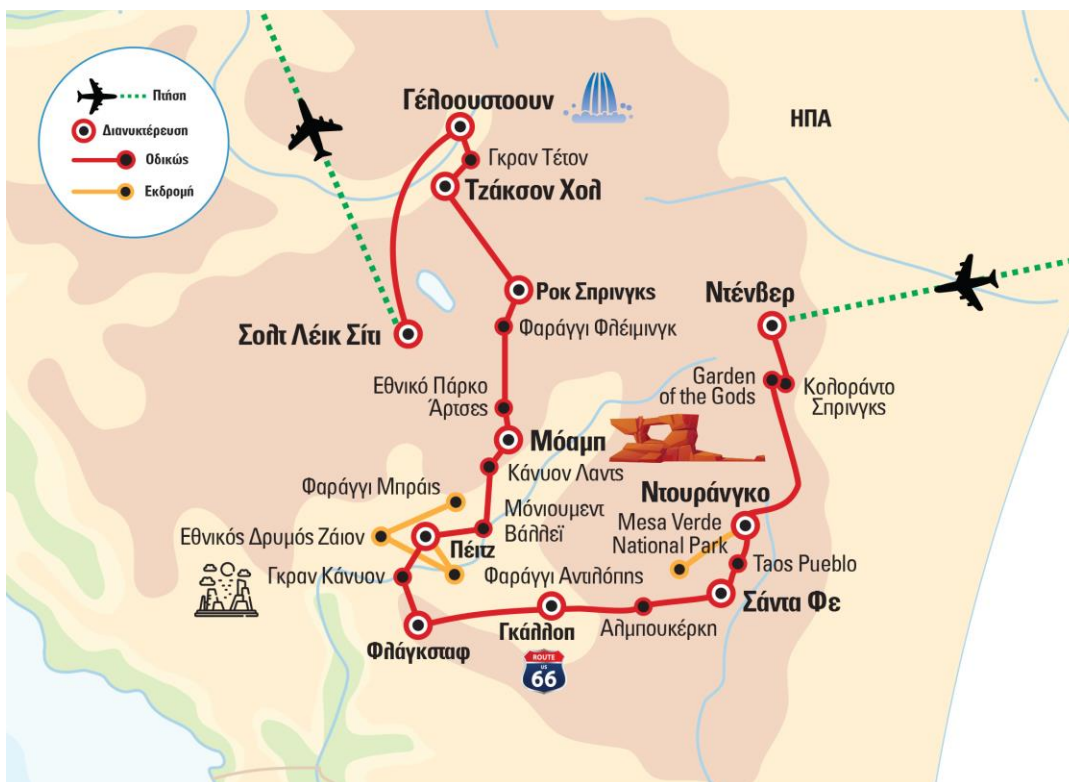 Πτήση
Διανυκτέρευση
Οδικώς
Εκδρομή
Γέλοουστοουν
ΗΠΑ
Γκραν Τέτον
Τζάκσον Χολ
Ροκ Σπρινγκς
Ντένβερ
Φαράγγι Φλέιμινγκ
Σολτ Λέικ Σίτι
Garden
of the Gods
Κολοράντο
Σπρινγκς
Εθνικό Πάρκο
Άρτσες
Μόαμπ
Κάνυον Λαντς
Ντουράνγκο
Φαράγγι Μπράις
Μόνιουμεντ
Βάλλεϊ
Mesa Verde
National Park
Εθνικός Δρυμός Ζάιον
Πέιτζ
Taos Pueblo
Γκραν Κάνυον
Φαράγγι Αντιλόπης
Σάντα Φε
Γκάλλοπ
Αλμπουκέρκη
Φλάγκσταφ
ROUTE
US
66